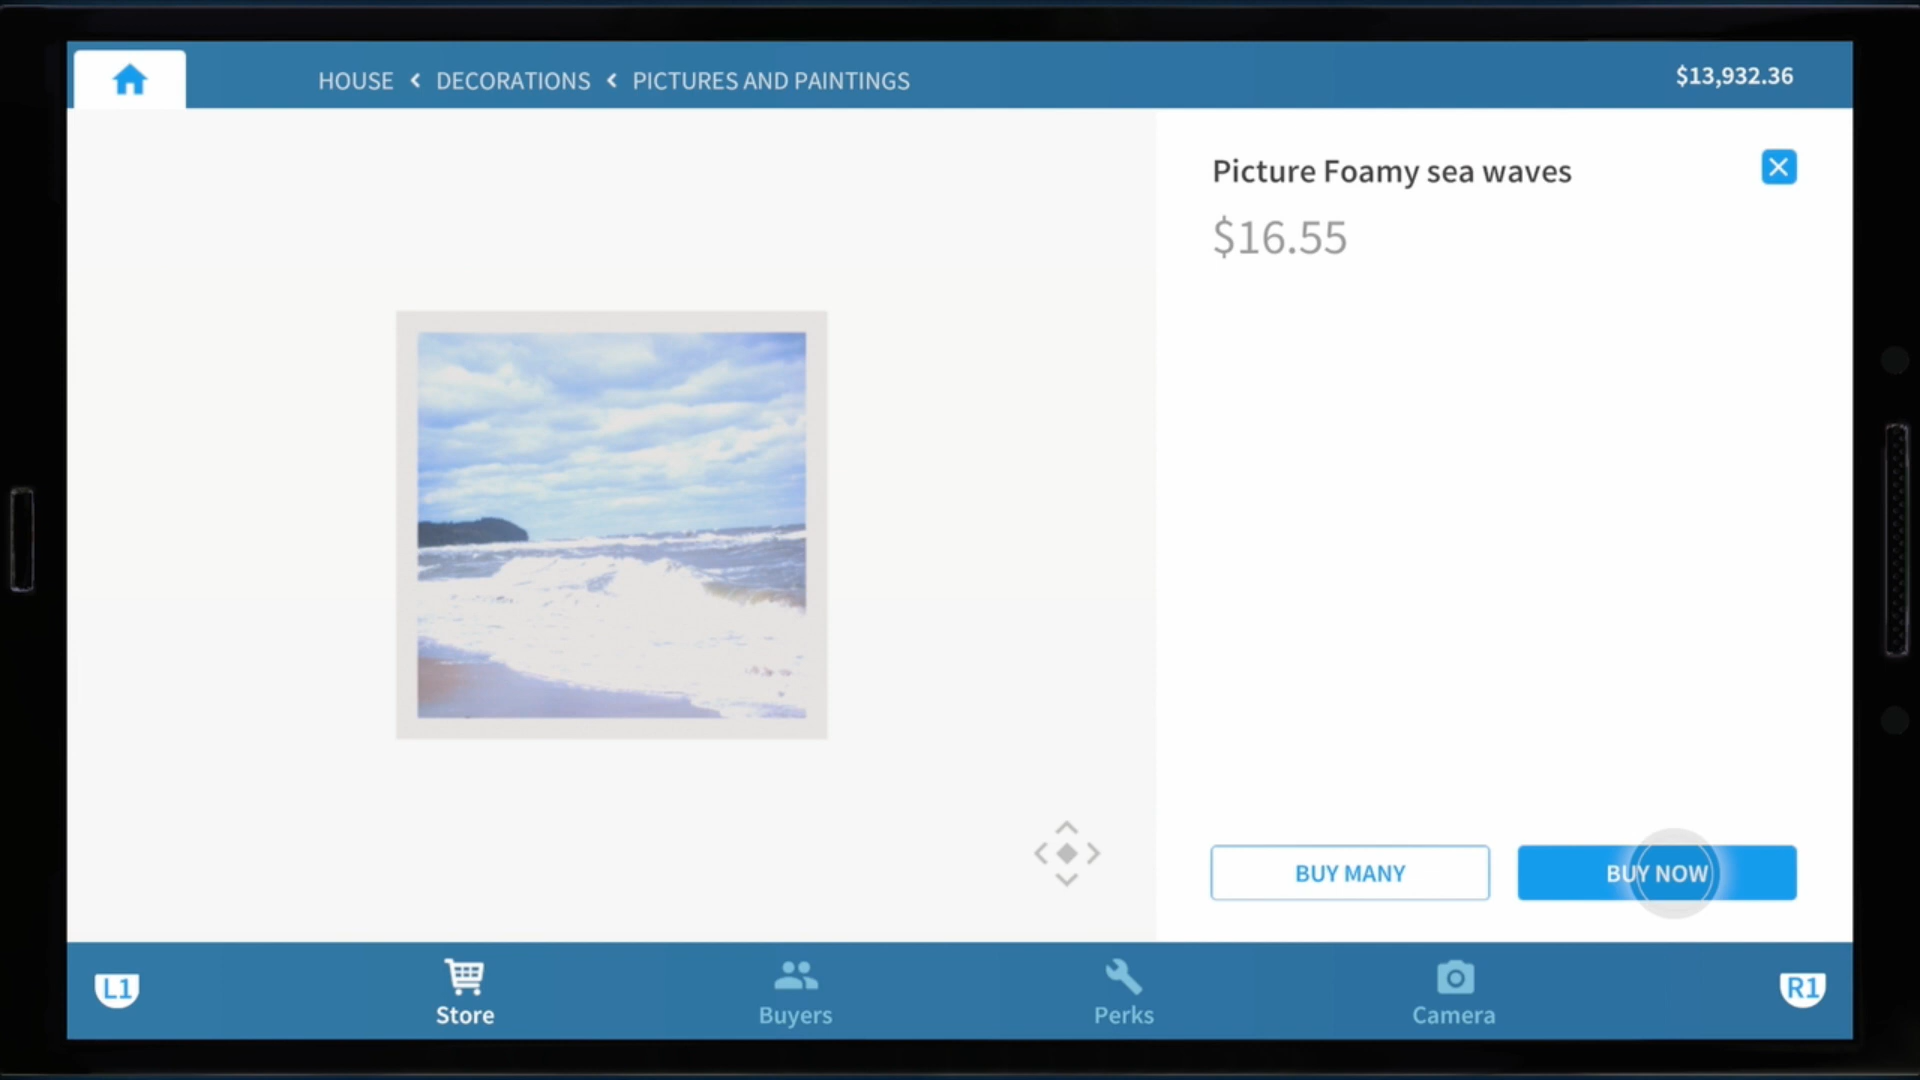 HOUSE < DECORATIONS < PICTURES AND PAINTINGS
$13,932.36
Picture Foamy sea waves
$16.55
BUY MANY
BUY NOW
L1
Store
Buyers
Perks
Camera
R1